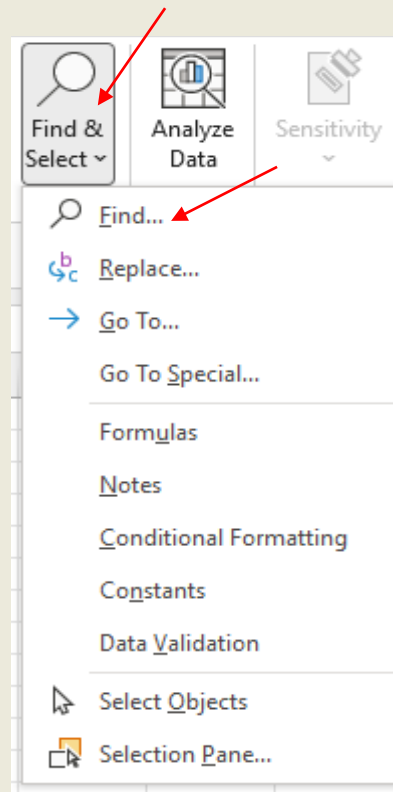 Find &
Select
Analyze
Data
Sensitivity
Find...
b
c
Replace...
Go To...
Go To Special...
Formulas
Notes
Conditional Formatting
Constants
Data Validation
Select Objects
Selection Pane...